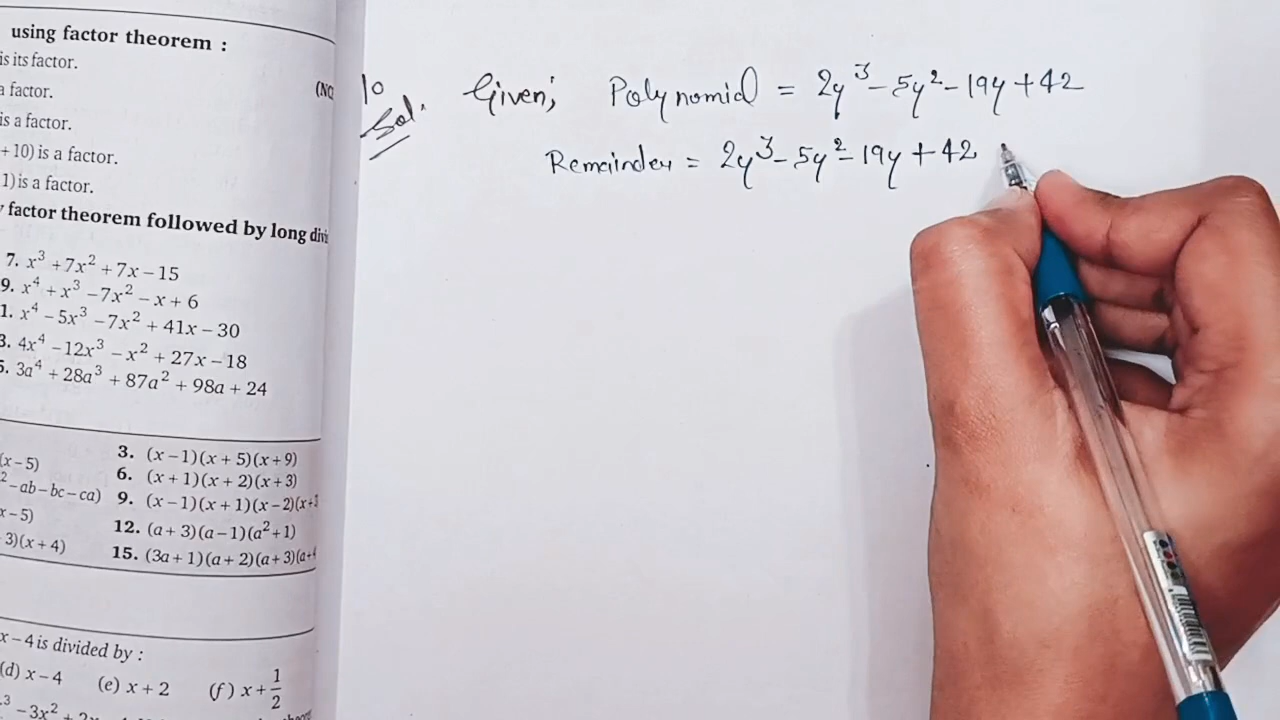 using factor theorem :
is its factor.
a factor.
is a factor.
+ 10) is a factor.
1) is a factor.
factor theorem followed by long
7. x³ + 7x² + 7x – 15
9. x⁴ + x³ – 7x² – x + 6
1. x⁴ – 5x³ – 7x² + 41x – 30
3. 4x⁴ – 12x³ – x² + 27x – 18
5. 3a⁴ + 28a³ + 87a² + 98a + 24
(x – 5)
3. (x – 1)(x + 5)(x + 9)
² – ab – bc – ca)
6. (x + 1)(x + 2)(x + 3)
x – 5)
9. (x – 1)(x + 1)(x – 2)(x +
3)(x + 4)
12. (a + 3)(a – 1)(a² + 1)
15. (3a + 1)(a + 2)(a + 3)(a +
x – 4 is divided by :
(d) x – 4 (e) x + 2 (f) x + 1/2
³ – 3x² +
10 Given; Polynomial = 2y³ – 5y² – 19y + 42
Sol.
Remainder = 2y³ – 5y² – 19y + 42